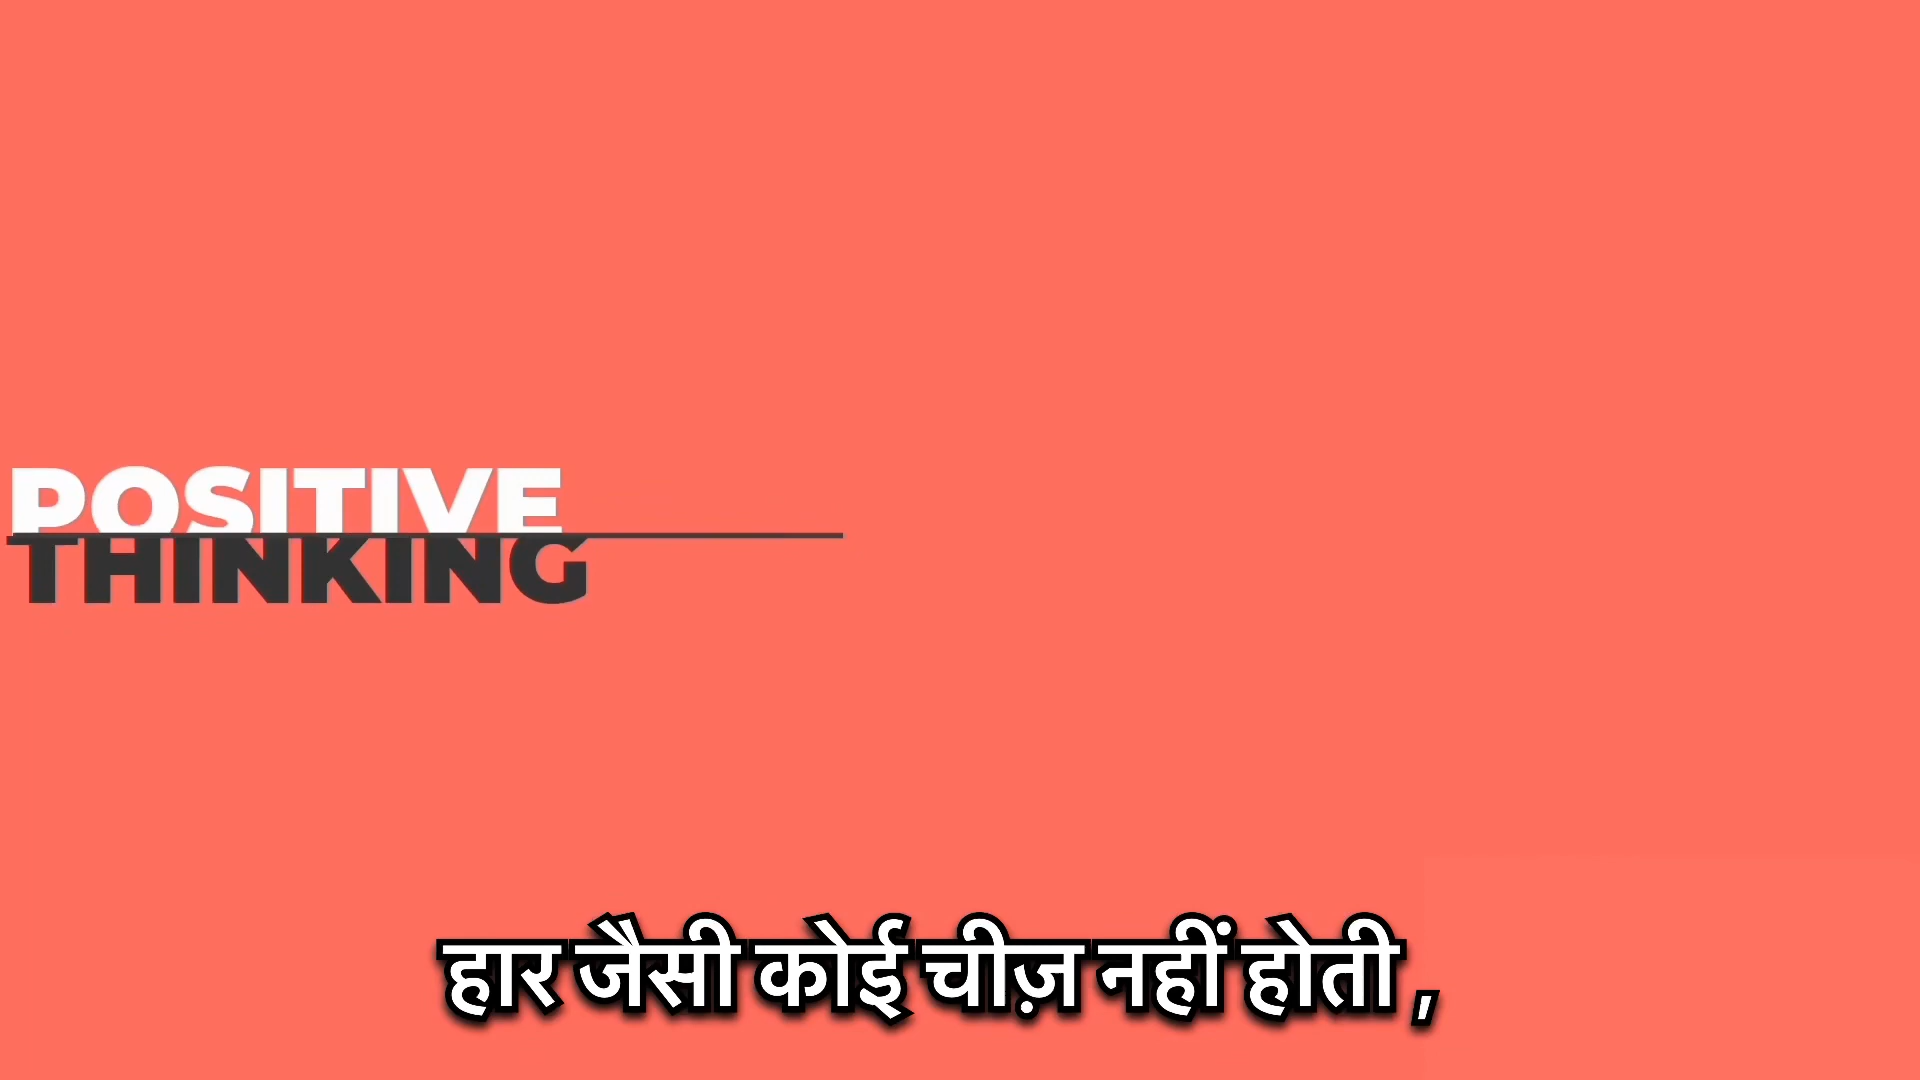 POSITIVE
THINKING
हार जैसी कोई चीज़ नहीं होती ,